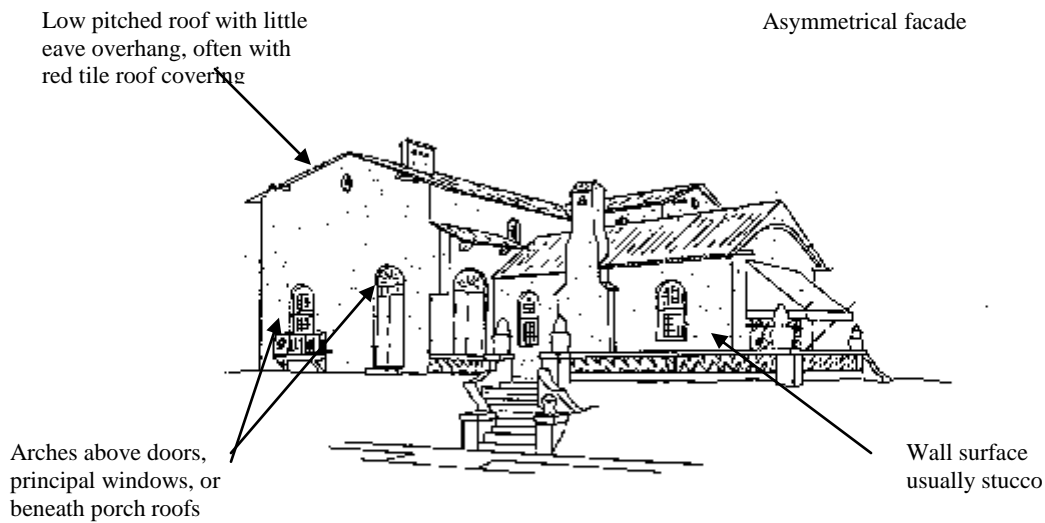 Low pitched roof with little
eave overhang, often with
red tile roof covering
Asymmetrical facade
Arches above doors,
principal windows, or
beneath porch roofs
Wall surface
usually stucco